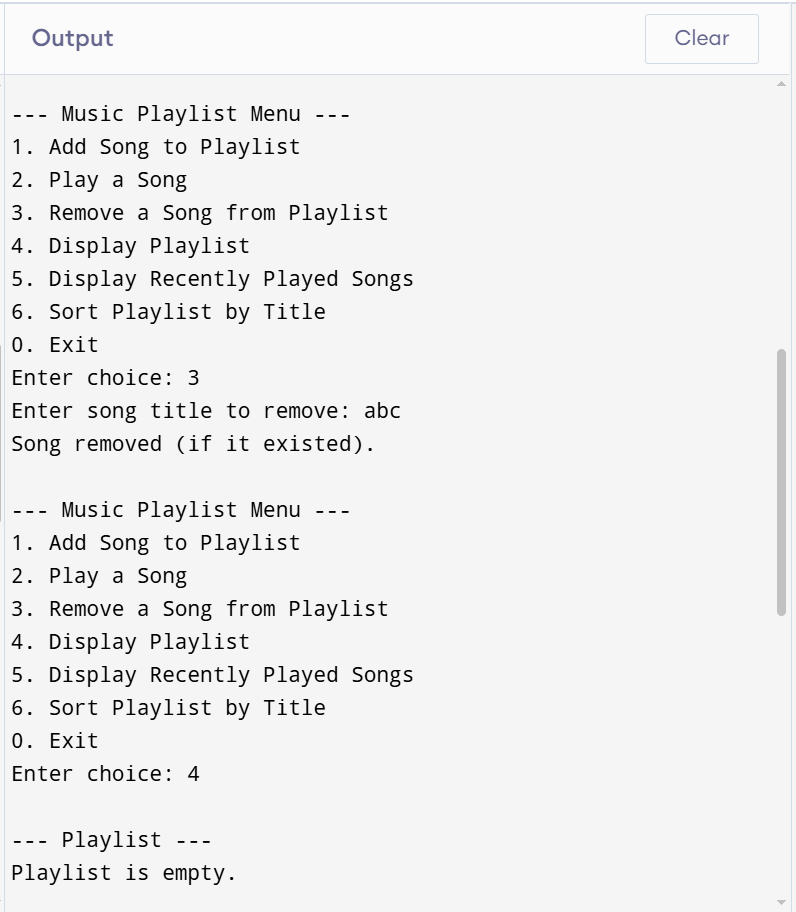 Output
Clear
--- Music Playlist Menu ---
1. Add Song to Playlist
2. Play a Song
3. Remove a Song from Playlist
4. Display Playlist
5. Display Recently Played Songs
6. Sort Playlist by Title
0. Exit
Enter choice: 3
Enter song title to remove: abc
Song removed (if it existed).
--- Music Playlist Menu ---
1. Add Song to Playlist
2. Play a Song
3. Remove a Song from Playlist
4. Display Playlist
5. Display Recently Played Songs
6. Sort Playlist by Title
0. Exit
Enter choice: 4
--- Playlist ---
Playlist is empty.